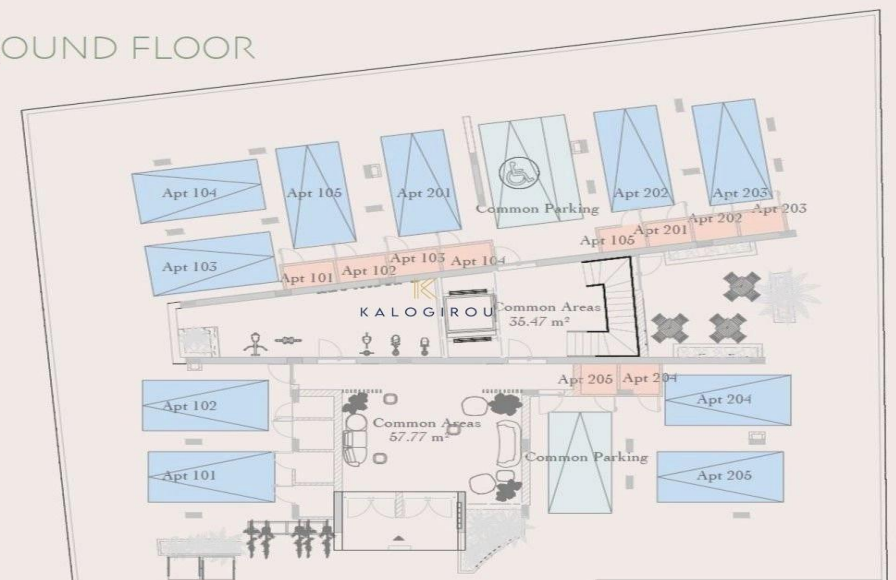 OUND FLOOR
Apt 104
Apt 105
Apt 201
Common Parking
Apt 202
Apt 203
Apt 103
Apt 101
Apt 102
Apt 103
Apt 104
Apt 105
Apt 201
Apt 202
Apt 203
KALOGIROU
Common Areas
35.47 m²
Apt 102
Apt 101
Common Areas
57.77 m²
Apt 205
Apt 204
Common Parking
Apt 204
Apt 205